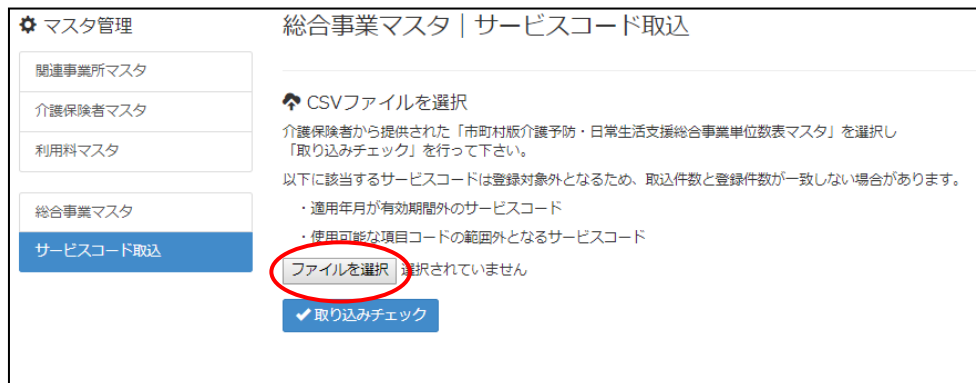 マスタ管理
関連事業所マスタ
介護保険者マスタ
利用料マスタ
総合事業マスタ
サービスコード取込
総合事業マスタ｜サービスコード取込
CSVファイルを選択
介護保険者から提供された「市町村版介護予防・日常生活支援総合事業単位数表マスタ」を選択し
「取り込みチェック」を行って下さい。
以下に該当するサービスコードは登録対象外となるため、取込件数と登録件数が一致しない場合があります。
・適用年月が有効期間外のサービスコード
・使用可能な項目コードの範囲外となるサービスコード
ファイルを選択 選択されていません
取り込みチェック